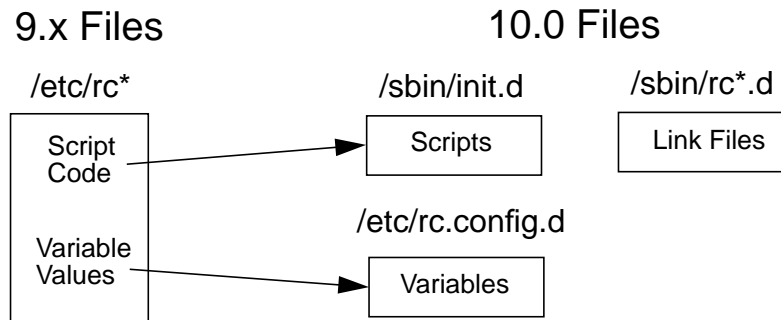 9.x Files
10.0 Files
/etc/rc*
/sbin/init.d
/sbin/rc*.d
Script
Code
Scripts
Link Files
/etc/rc.config.d
Variable
Values
Variables